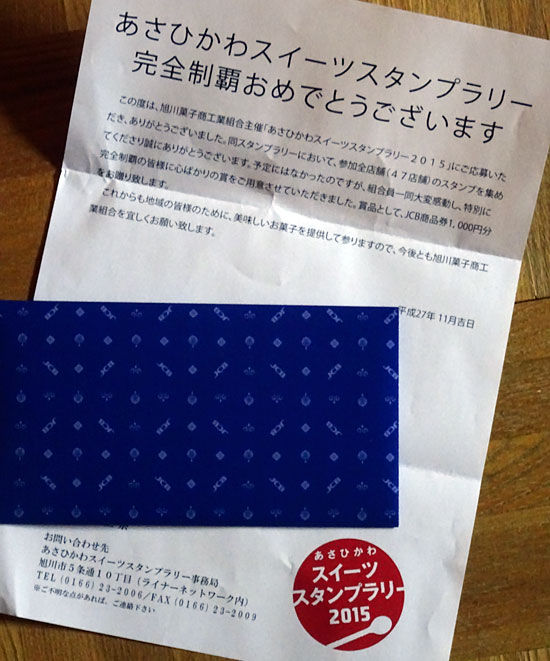 あさひかわスイーツスタンプラリー
完全制覇おめでとうございます
この度は、旭川菓子商工業組合主催「あさひかわスイーツスタンプラリー2015」にご応募いた
だき、ありがとうございました。同スタンプラリーにおいて、参加全店舗(47店舗)のスタンプを集め
てくださり誠にありがとうございます。予定にはなかったのですが、組合員一同大変感動し、特別に
完全制覇の皆様に心ばかりの賞をご用意させていただきました。賞品として、JCB商品券1,000円分
をお贈り致します。
これからも地域の皆様のために、美味しいお菓子を提供して参りますので、今後とも旭川菓子商工
業組合を宜しくお願い致します。
平成27年 11月吉日
JCB
お問い合わせ先
あさひかわスイーツスタンプラリー事務局
旭川市5条通10丁目(ライナーネットワーク内)
TEL(0166)23-2006/FAX(0166)23-2009
※ご不明な点があれば、ご連絡下さい
あさひかわ
スイーツ
スタンプラリー
2015